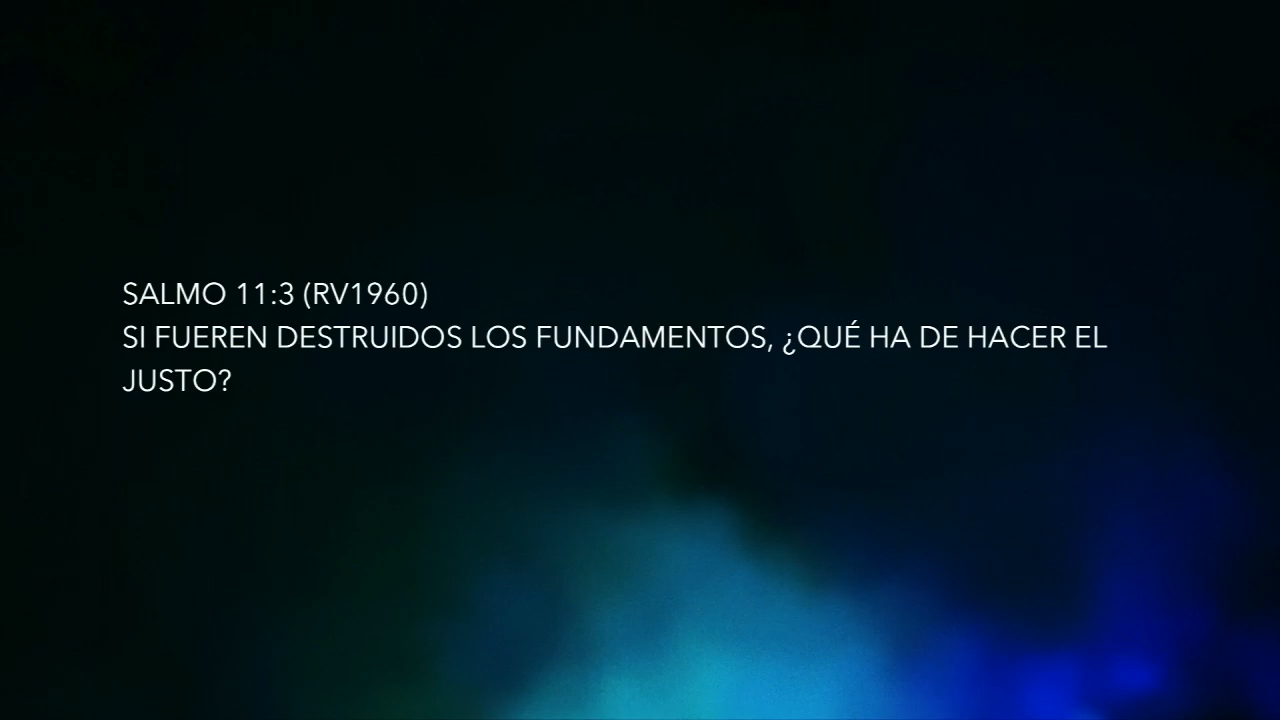 SALMO 11:3 (RV1960)
SI FUEREN DESTRUIDOS LOS FUNDAMENTOS, ¿QUÉ HA DE HACER EL
JUSTO?